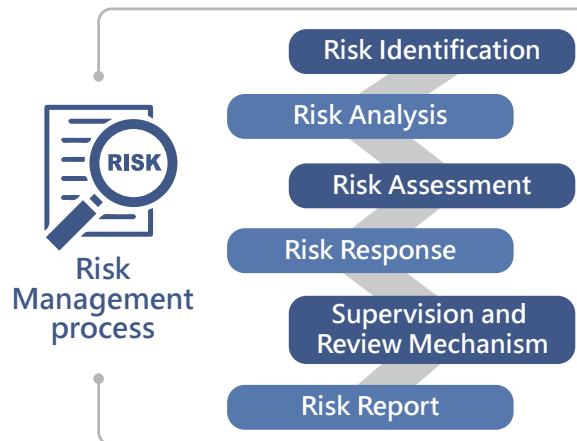 Risk Identification
Risk Analysis
RISK
Risk Assessment
Risk
Management
process
Risk Response
Supervision and
Review Mechanism
Risk Report